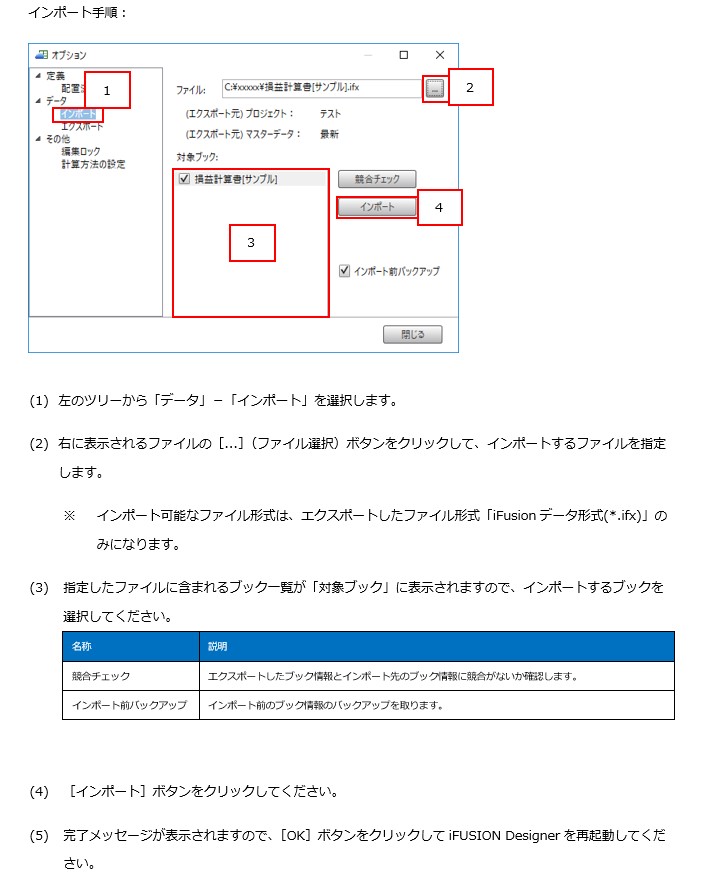 インポート手順：
オプション
定義
配置
データ
インポート
エクスポート
その他
編集ロック
計算方法の設定
1
ファイル:
C:¥xxxxx¥損益計算書[サンプル].ifx
...
2
(エクスポート元) プロジェクト： テスト
(エクスポート元) マスターデータ： 最新
対象ブック:
損益計算書[サンプル]
3
競合チェック
インポート
4
インポート前バックアップ
閉じる
(1) 左のツリーから「データ」－「インポート」を選択します。
(2) 右に表示されるファイルの［...］（ファイル選択）ボタンをクリックして、インポートするファイルを指定
します。
※ インポート可能なファイル形式は、エクスポートしたファイル形式「iFusion データ形式(*.ifx)」の
みになります。
(3) 指定したファイルに含まれるブック一覧が「対象ブック」に表示されますので、インポートするブックを
選択してください。
名称 説明
競合チェック エクスポートしたブック情報とインポート先のブック情報に競合がないか確認します。
インポート前バックアップ インポート前のブック情報のバックアップを取ります。
(4) ［インポート］ボタンをクリックしてください。
(5) 完了メッセージが表示されますので、［OK］ボタンをクリックして iFUSION Designer を再起動してくだ
さい。